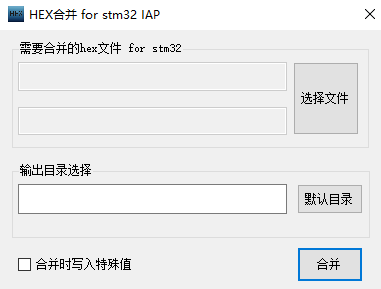 HEX HEX合并 for stm32 IAP
需要合并的hex文件 for stm32
选择文件
输出目录选择
默认目录
合并时写入特殊值
合并